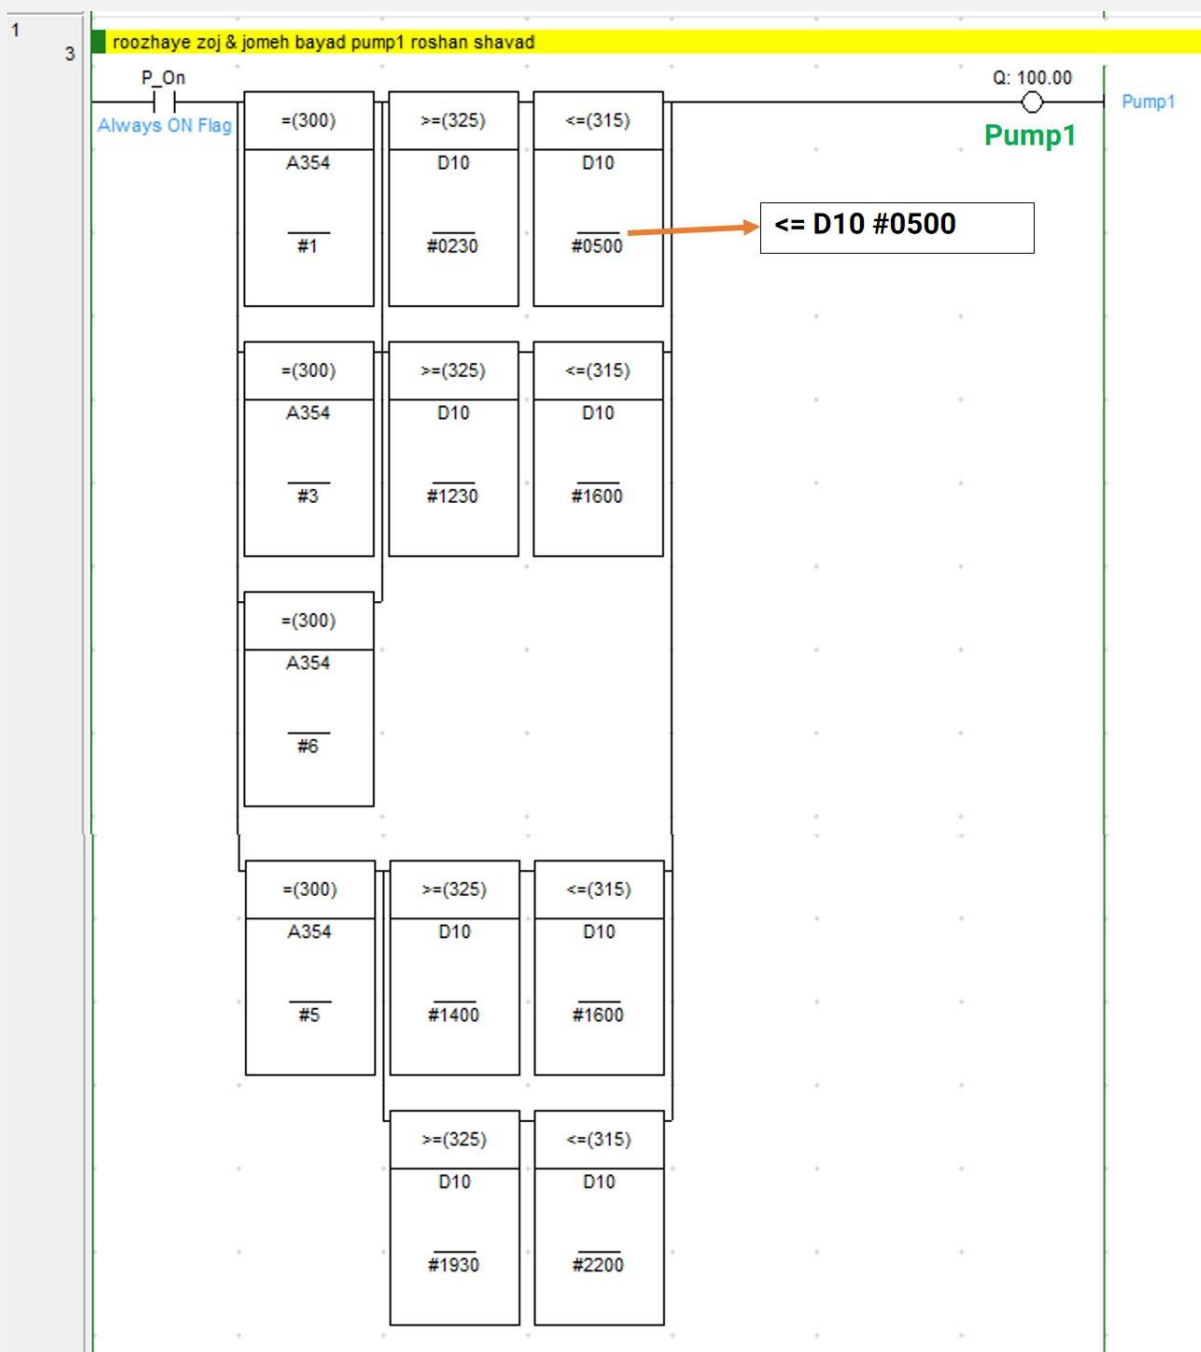 1
3
roozhaye zoj & jomeh bayad pump1 roshan shavad
P_On
Q: 100.00
Always ON Flag
Pump1
Pump1
=(300)
>=(325)
<=(315)
A354
D10
D10
#1
#0230
#0500
<= D10 #0500
=(300)
>=(325)
<=(315)
A354
D10
D10
#3
#1230
#1600
=(300)
A354
#6
=(300)
>=(325)
<=(315)
A354
D10
D10
#5
#1400
#1600
>=(325)
<=(315)
D10
D10
#1930
#2200